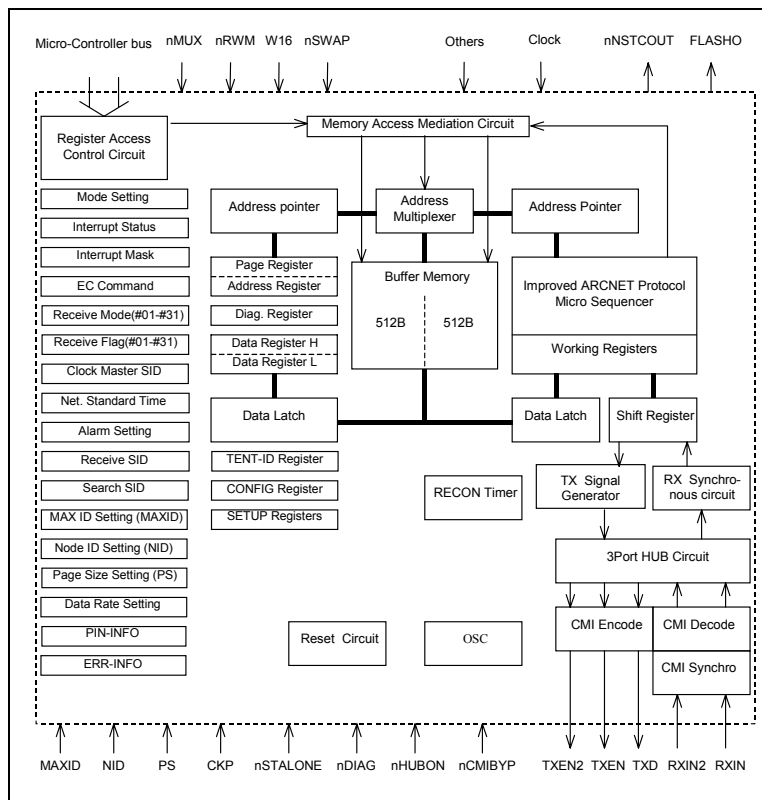 Micro-Controller bus
nMUX
nRWM
W16
nSWAP
Others
Clock
nNSTCOUT
FLASHO
Register Access
Control Circuit
Memory Access Mediation Circuit
Mode Setting
Interrupt Status
Interrupt Mask
EC Command
Receive Mode(#01-#31)
Receive Flag(#01-#31)
Clock Master SID
Net. Standard Time
Alarm Setting
Receive SID
Search SID
MAX ID Setting (MAXID)
Node ID Setting (NID)
Page Size Setting (PS)
Data Rate Setting
PIN-INFO
ERR-INFO
Address pointer
Address
Multiplexer
Address Pointer
Page Register
Address Register
Diag. Register
Data Register H
Data Register L
Buffer Memory
512B
512B
Improved ARCNET Protocol
Micro Sequencer
Working Registers
Data Latch
Data Latch
Shift Register
TENT-ID Register
CONFIG Register
SETUP Registers
RECON Timer
TX Signal
Generator
RX Synchro-
nous circuit
3Port HUB Circuit
CMI Encode
CMI Decode
CMI Synchro
Reset Circuit
OSC
MAXID
NID
PS
CKP
nSTALONE
nDIAG
nHUBON
nCMIBYP
TXEN2
TXEN
TXD
RXIN2
RXIN